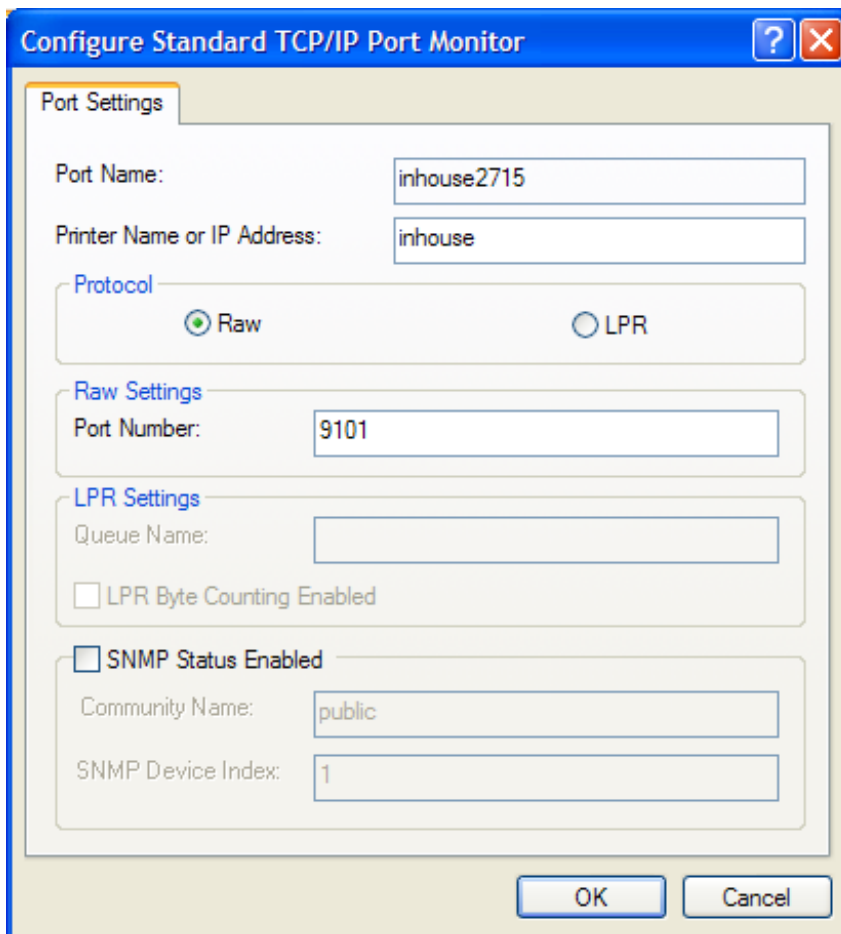 Configure Standard TCP/IP Port Monitor
Port Settings
Port Name: inhouse2715
Printer Name or IP Address: inhouse
Protocol
Raw LPR
Raw Settings
Port Number: 9101
LPR Settings
Queue Name:
LPR Byte Counting Enabled
SNMP Status Enabled
Community Name: public
SNMP Device Index: 1
OK Cancel